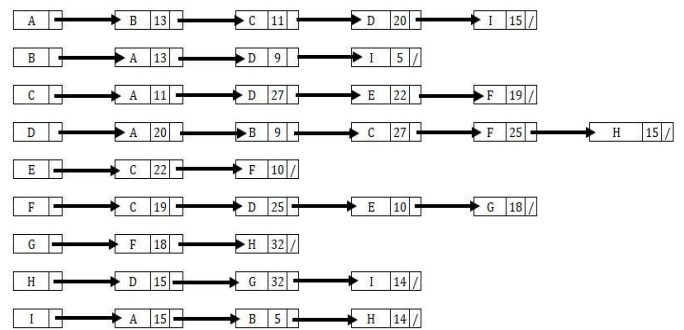 A B 13 C 11 D 20 I 15 /
B A 13 D 9 I 5 /
C A 11 D 27 E 22 F 19 /
D A 20 B 9 C 27 F 25 H 15 /
E C 22 F 10 /
F C 19 D 25 E 10 G 18 /
G F 18 H 32 /
H D 15 G 32 I 14 /
I A 15 B 5 H 14 /